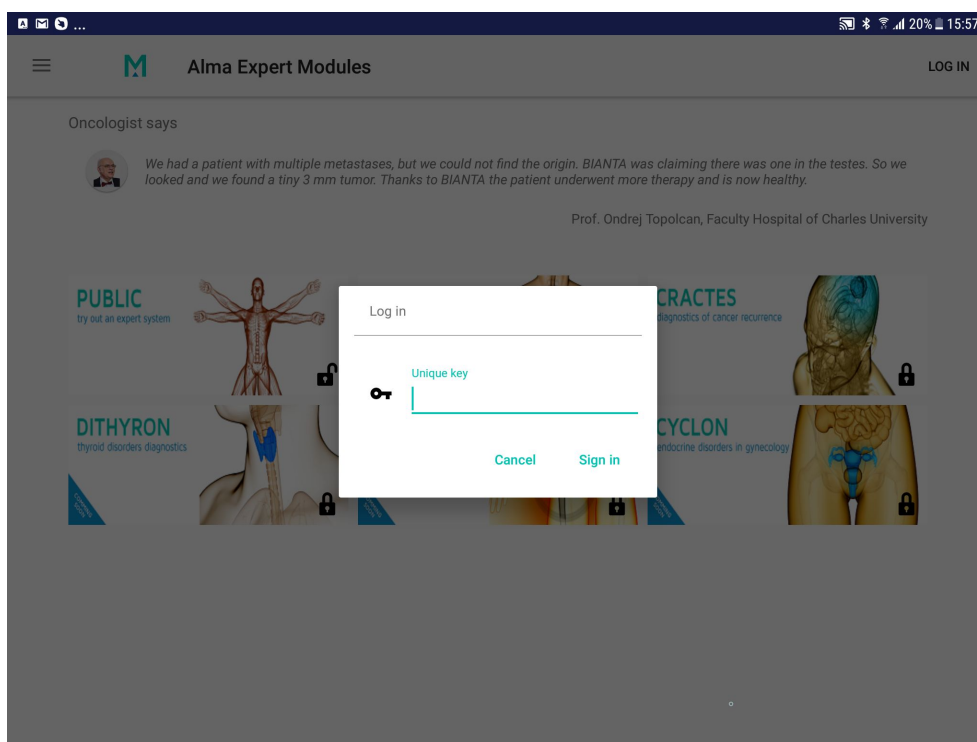 ... 20% 15:57
Alma Expert Modules LOG IN
Oncologist says
We had a patient with multiple metastases, but we could not find the origin. BIANTA was claiming there was one in the testes. So we
looked and we found a tiny 3 mm tumor. Thanks to BIANTA the patient underwent more therapy and is now healthy.
Prof. Ondrej Topolcan, Faculty Hospital of Charles University
PUBLIC
try out an expert system
CRACTES
diagnostics of cancer recurrence
Log in
Unique key
Cancel Sign in
DITHYRON
thyroid disorders diagnostics
COMMING
SOON
CYCLON
endocrine disorders in gynecology
COMMING
SOON